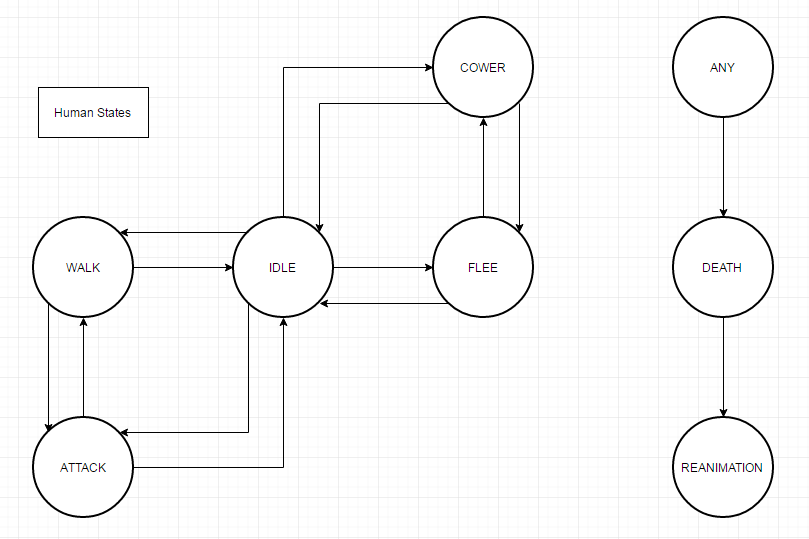 COWER
ANY
Human States
WALK
IDLE
FLEE
DEATH
ATTACK
REANIMATION